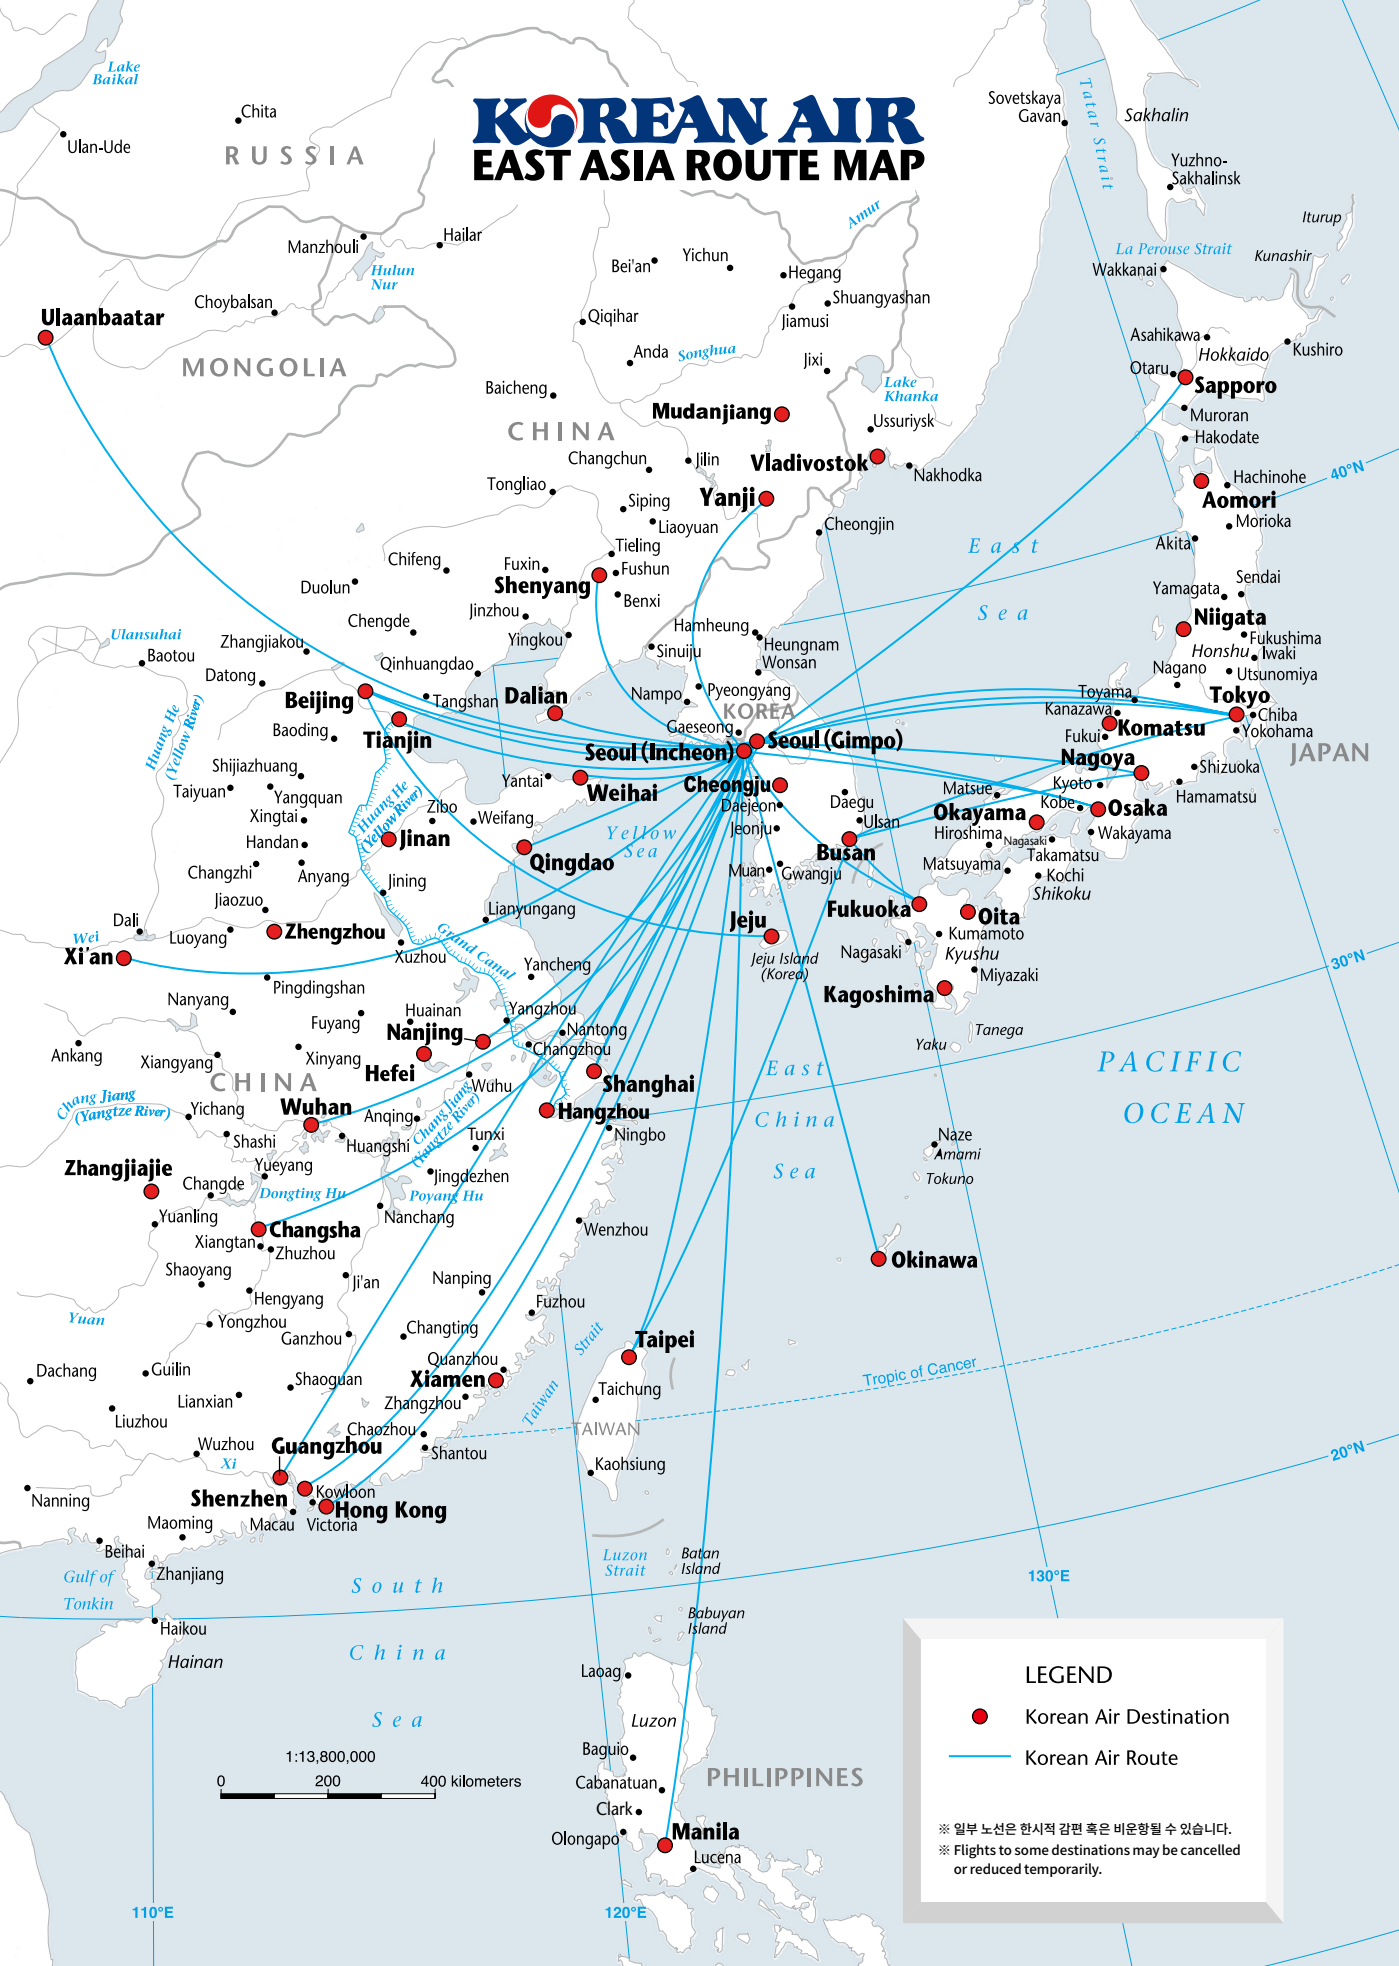 KOREAN AIR
EAST ASIA ROUTE MAP
Lake
Baikal
Chita
Ulan-Ude
RUSSIA
Sovetskaya
Gavan
Tatar Strait
Sakhalin
Yuzhno-
Sakhalinsk
Iturup
Kunashir
La Perouse Strait
Wakkanai
Amur
Manzhouli
Hailar
Hulun
Nur
Choybalsan
Ulaanbaatar
MONGOLIA
Bei'an
Yichun
Hegang
Shuangyashan
Jiamusi
Qiqihar
Anda
Songhua
Jixi
Baicheng
Lake
Khanka
Mudanjiang
Ussuriysk
CHINA
Changchun
Jilin
Vladivostok
Nakhodka
Tongliao
Siping
Yanji
Liaoyuan
Cheongjin
Asahikawa
Hokkaido
Kushiro
Otaru
Sapporo
Muroran
Hakodate
40°N
Hachinohe
Aomori
Morioka
Akita
East
Sea
Sendai
Yamagata
Niigata
Fukushima
Honshu
Iwaki
Nagano
Utsunomiya
Toyama
Tokyo
Kanazawa
Chiba
Komatsu
Yokohama
Fukui
JAPAN
Nagoya
Shizuoka
Kyoto
Hamamatsu
Matsue
Kobe
Osaka
Okayama
Hiroshima
Nagasaki
Wakayama
Takamatsu
Matsuyama
Kochi
Shikoku
Tieling
Chifeng
Fuxin
Fushun
Shenyang
Duolun
Benxi
Jinzhou
Chengde
Yingkou
Hamheung
Heungnam
Wonsan
Ulansuhai
Baotou
Zhangjiakou
Sinuiju
Qinhuangdao
Datong
Beijing
Tangshan
Dalian
Nampo
Pyeongyang
KOREA
Gaeseong
Huang He
(Yellow River)
Baoding
Tianjin
Seoul (Incheon)
Seoul (Gimpo)
Shijiazhuang
Taiyuan
Yangquan
Yantai
Weihai
Cheongju
Daejeon
Daegu
Xingtai
Huang He
(Yellow River)
Zibo
Weifang
Ulsan
Handan
Jinan
Yellow
Sea
Jeonju
Busan
Changzhi
Anyang
Qingdao
Muan
Gwangju
Jining
Jiaozuo
Lianyungang
Jeju
Fukuoka
Oita
Dali
Wei
Luoyang
Zhengzhou
Grand Canal
Kumamoto
Xi'an
Xuzhou
Jeju Island
(Korea)
Nagasaki
Kyushu
Miyazaki
30°N
Yancheng
Pingdingshan
Kagoshima
Nanyang
Huainan
Yangzhou
Fuyang
Nanjing
Nantong
Tanega
Yaku
Ankang
Xiangyang
Xinyang
Changzhou
PACIFIC
OCEAN
Hefei
East
China
Sea
CHINA
Wuhu
Shanghai
Chang Jiang
(Yangtze River)
Yichang
Wuhan
Anqing
Chang Jiang
(Yangtze River)
Hangzhou
Shashi
Huangshi
Tunxi
Ningbo
Naze
Amami
Zhangjiajie
Yueyang
Jingdezhen
Tokuno
Changde
Dongting Hu
Poyang Hu
Yuanling
Changsha
Nanchang
Wenzhou
Xiangtan
Zhuzhou
Okinawa
Shaoyang
Ji'an
Nanping
Hengyang
Fuzhou
Yuan
Yongzhou
Ganzhou
Changting
Strait
Taipei
Dachang
Guilin
Quanzhou
Tropic of Cancer
Shaoguan
Xiamen
Lianxian
Zhangzhou
Taiwan
Taichung
Liuzhou
Chaozhou
TAIWAN
Wuzhou
Guangzhou
Shantou
20°N
Xi
Kaohsiung
Nanning
Shenzhen
Kowloon
Hong Kong
Maoming
Macau
Victoria
Beihai
Gulf of
Tonkin
Zhanjiang
Luzon
Strait
Batan
Island
South
China
Sea
130°E
Haikou
Babuyan
Island
Hainan
Laoag
LEGEND
Luzon
Korean Air Destination
1:13,800,000
Baguio
Korean Air Route
0 200 400 kilometers
Cabanatuan
PHILIPPINES
Clark
※ 일부 노선은 한시적 감편 혹은 비운항될 수 있습니다.
Olongapo
Manila
※ Flights to some destinations may be cancelled
or reduced temporarily.
Lucena
110°E
120°E